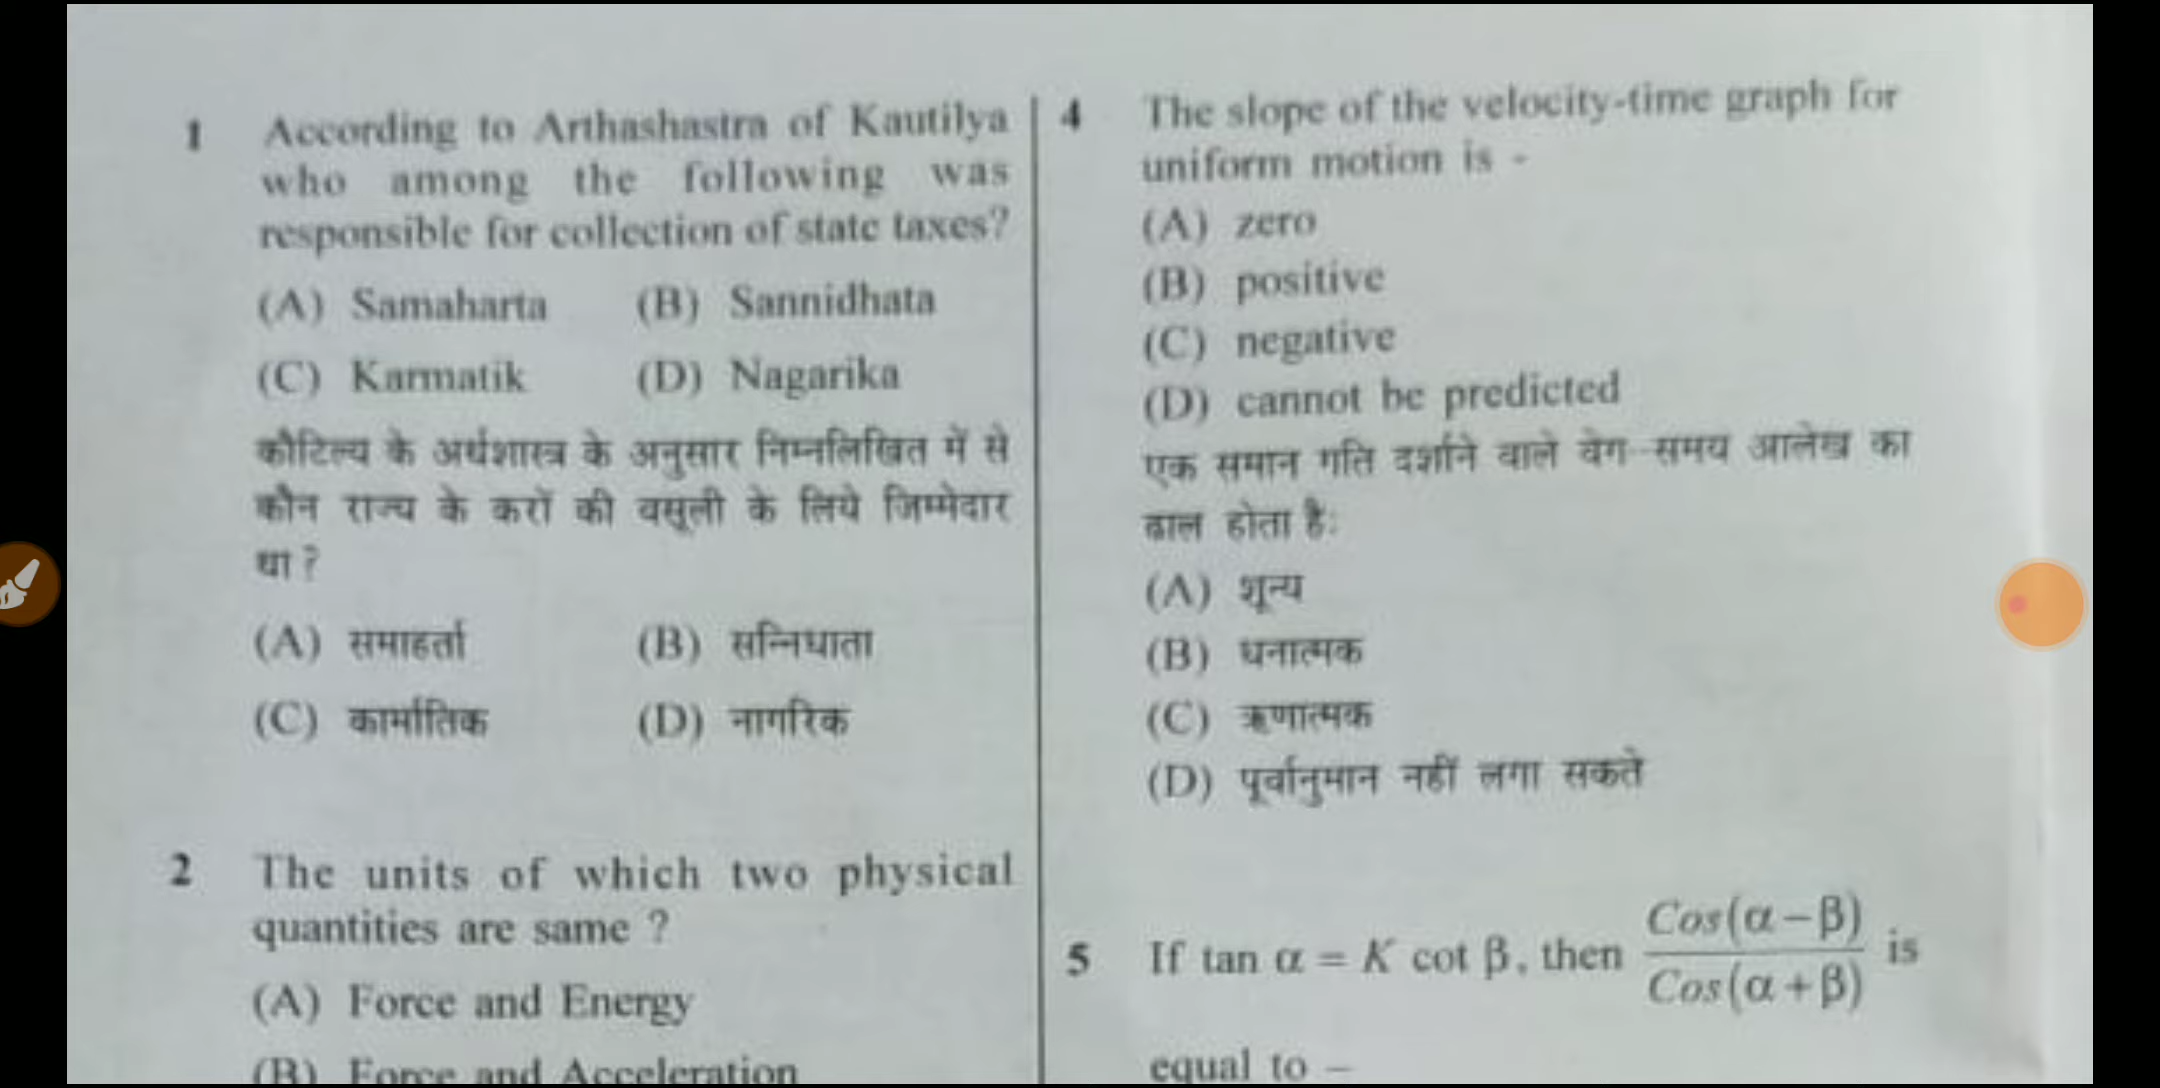 1 According to Arthashastra of Kautilya
who among the following was
responsible for collection of state taxes?
(A) Samaharta (B) Sannidhata
(C) Karmatik (D) Nagarika
कौटिल्य के अर्थशास्त्र के अनुसार निम्नलिखित में से
कौन राज्य के करों की वसूली के लिये जिम्मेदार
था ?
(A) समाहर्ता (B) सन्निधाता
(C) कार्मातिक (D) नागरिक
2 The units of which two physical
quantities are same ?
(A) Force and Energy
(B) Force and Acceleration
4 The slope of the velocity-time graph for
uniform motion is -
(A) zero
(B) positive
(C) negative
(D) cannot be predicted
एक समान गति दर्शाने वाले वेग-समय आलेख का
ढाल होता है:
(A) शून्य
(B) धनात्मक
(C) ऋणात्मक
(D) पूर्वानुमान नहीं लगा सकते
5 If tan α = K cot β, then Cos(α−β)/Cos(α+β) is
equal to –